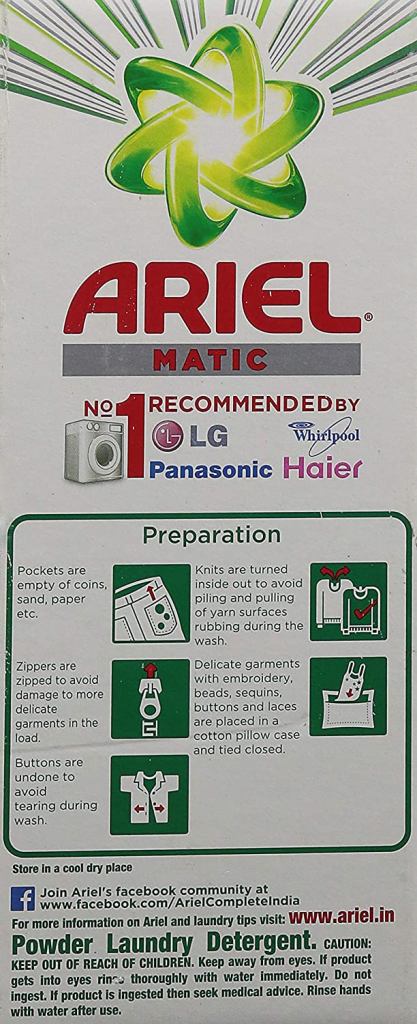 ARIEL®
MATIC
Nº1 RECOMMENDED BY
LG Whirlpool
Panasonic Haier
Preparation
Pockets are
empty of coins,
sand, paper
etc.
Knits are turned
inside out to avoid
piling and pulling
of yarn surfaces
rubbing during the
wash.
Zippers are
zipped to avoid
damage to more
delicate
garments in the
load.
Delicate garments
with embroidery,
beads, sequins,
buttons and laces
are placed in a
cotton pillow case
and tied closed.
Buttons are
undone to
avoid
tearing during
wash.
Store in a cool dry place
f Join Ariel's facebook community at
www.facebook.com/ArielCompleteIndia
For more information on Ariel and laundry tips visit: www.ariel.in
Powder Laundry Detergent. CAUTION:
KEEP OUT OF REACH OF CHILDREN. Keep away from eyes. If product
gets into eyes rinse thoroughly with water immediately. Do not
ingest. If product is ingested then seek medical advice. Rinse hands
with water after use.